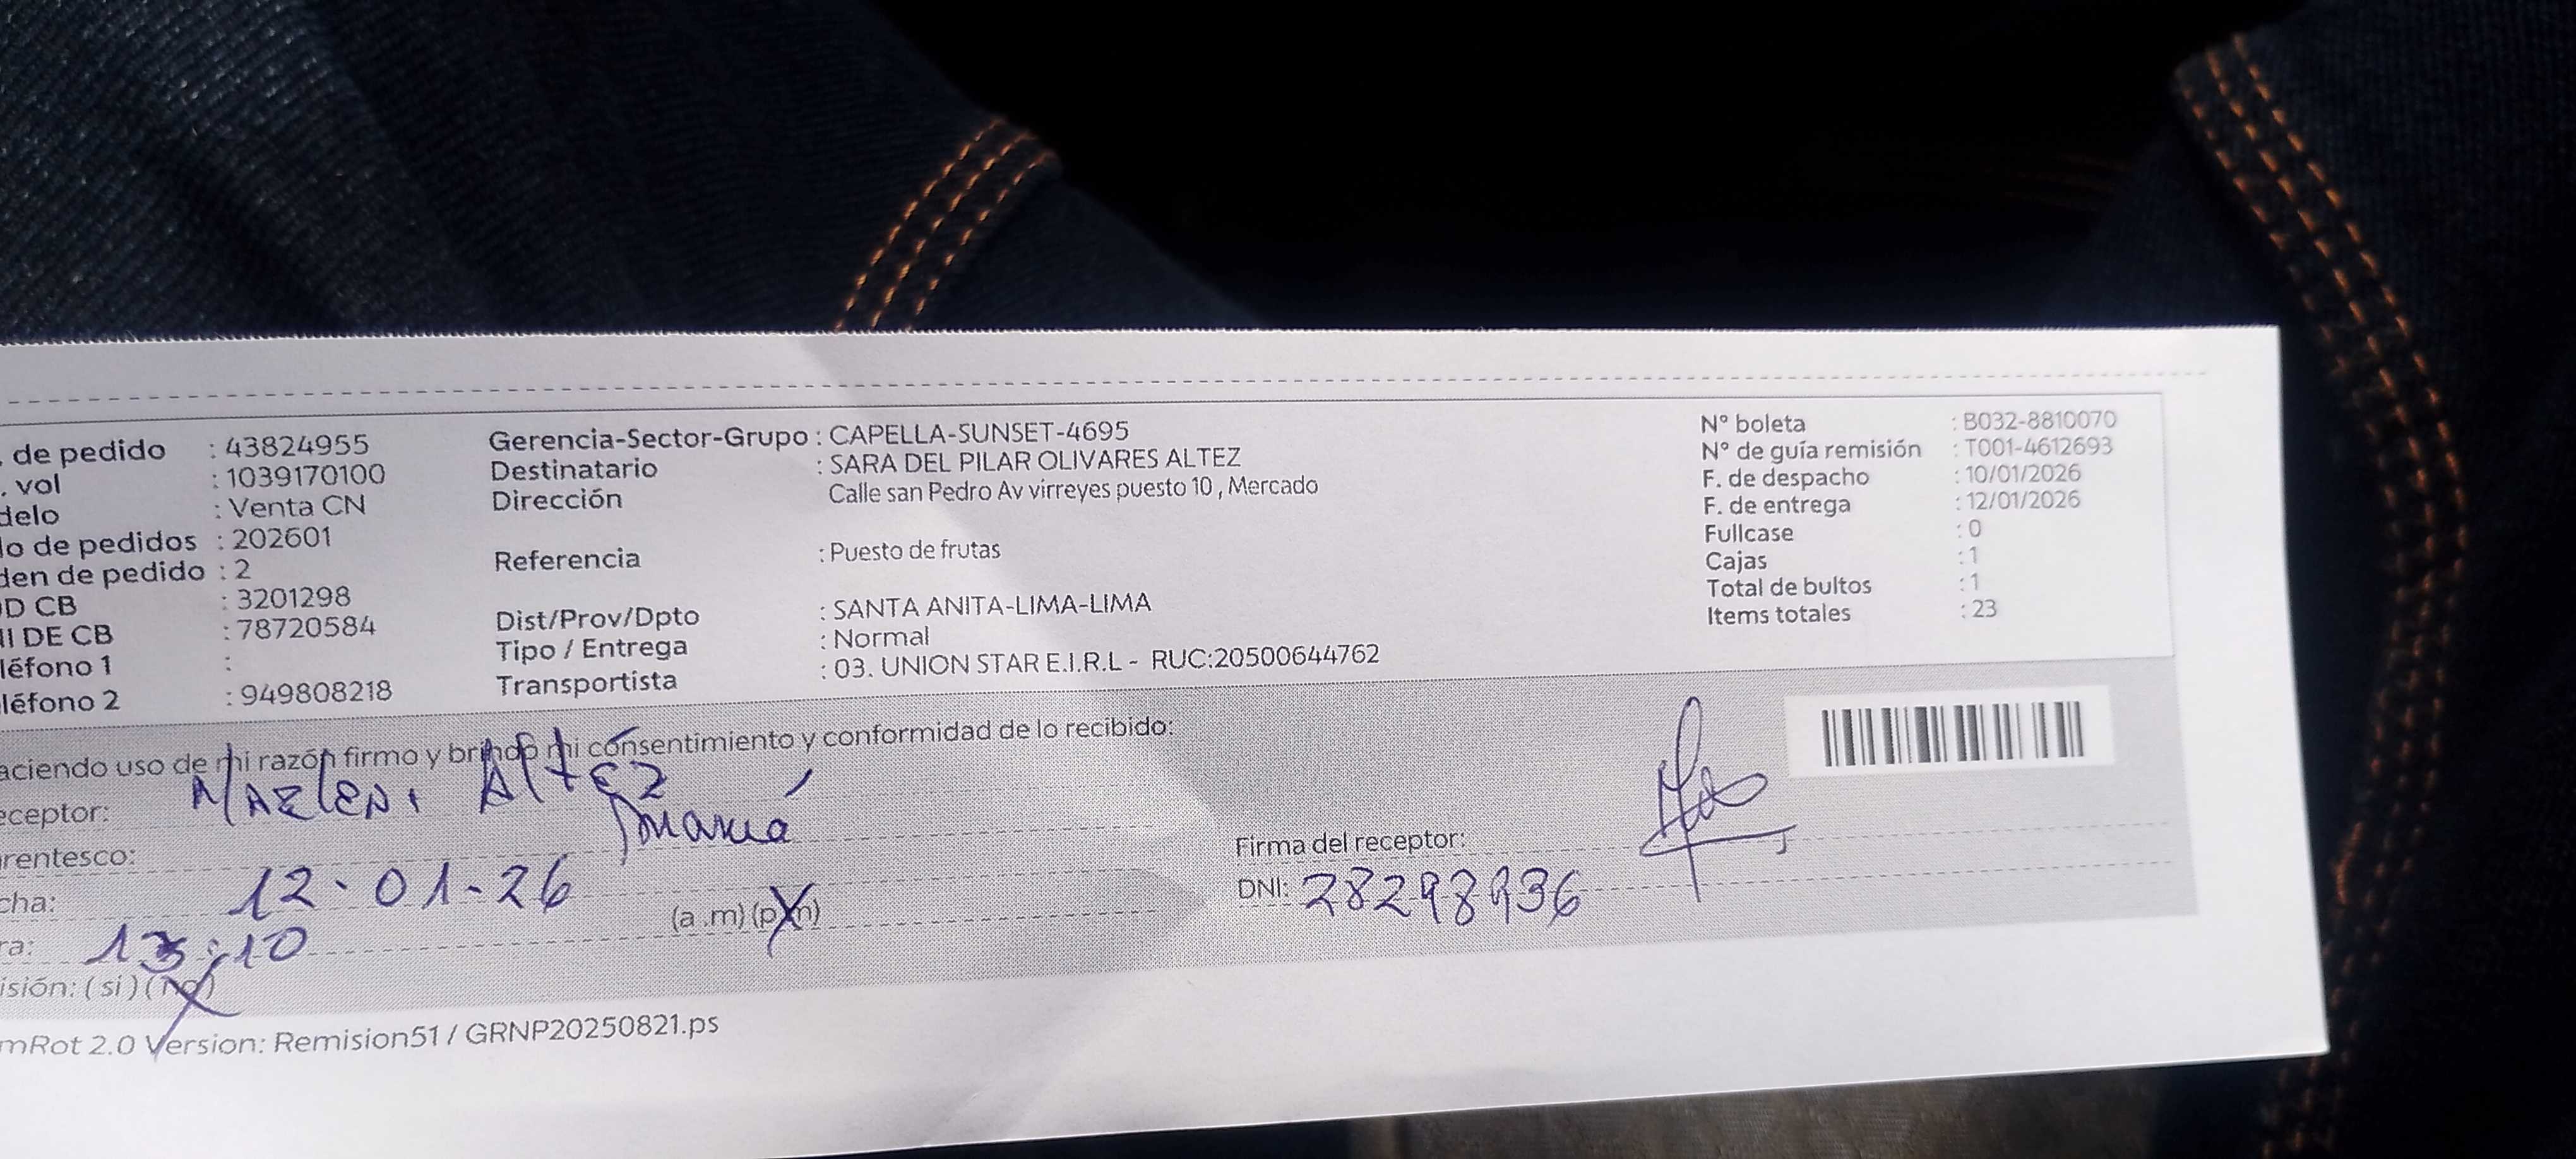 . de pedido : 43824955
. vol : 1039170100
delo : Venta CN
lo de pedidos : 202601
den de pedido : 2
OD CB : 3201298
NI DE CB : 78720584
léfono 1 :
léfono 2 : 949808218
Gerencia-Sector-Grupo : CAPELLA-SUNSET-4695
Destinatario : SARA DEL PILAR OLIVARES ALTEZ
Dirección Calle san Pedro Av virreyes puesto 10 , Mercado
Referencia : Puesto de frutas
Dist/Prov/Dpto : SANTA ANITA-LIMA-LIMA
Tipo / Entrega : Normal
Transportista : 03. UNION STAR E.I.R.L - RUC:20500644762
N° boleta : B032-8810070
N° de guía remisión : T001-4612693
F. de despacho : 10/01/2026
F. de entrega : 12/01/2026
Fullcase : 0
Cajas : 1
Total de bultos : 1
Items totales : 23
aciendo uso de mi razón firmo y brindo mi consentimiento y conformidad de lo recibido:
eceptor: MARLENI ALTEZ
rentesco: mamá
cha: 12-01-26
ra: 13:10 (a .m) (p.m)
isión: ( si ) ( no )
Firma del receptor:
DNI: 28298936
mRot 2.0 Version: Remision51 / GRNP20250821.ps